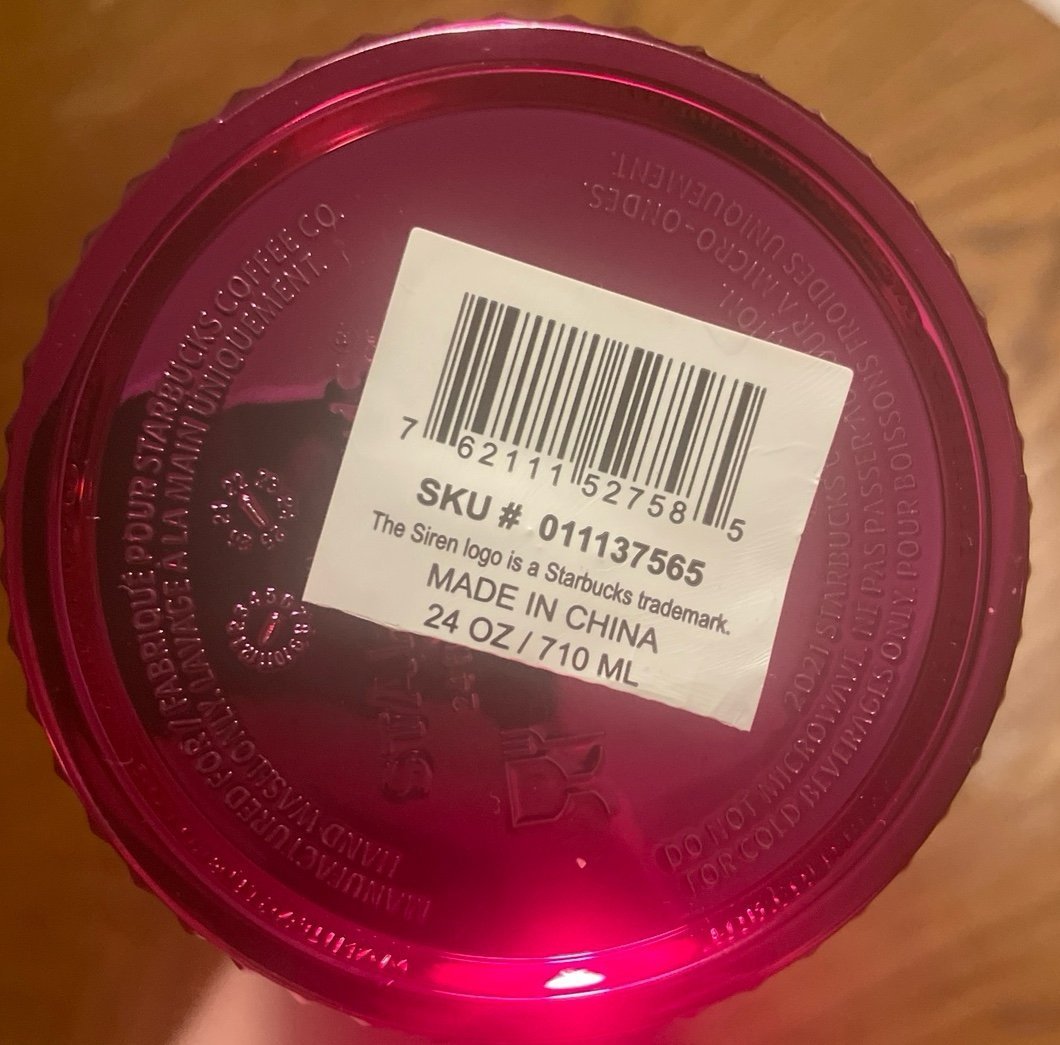 7 62111 52758 5
SKU # 011137565
The Siren logo is a Starbucks trademark.
MADE IN CHINA
24 OZ / 710 ML
MANUFACTURED FOR / FABRIQUÉ POUR STARBUCKS COFFEE CO.
HAND WASH ONLY. / LAVAGE À LA MAIN UNIQUEMENT.
2021 STARBUCKS
DO NOT MICROWAVE. / NE PAS PASSER AU FOUR À MICRO-ONDES.
FOR COLD BEVERAGES ONLY. POUR BOISSONS FROIDES UNIQUEMENT.